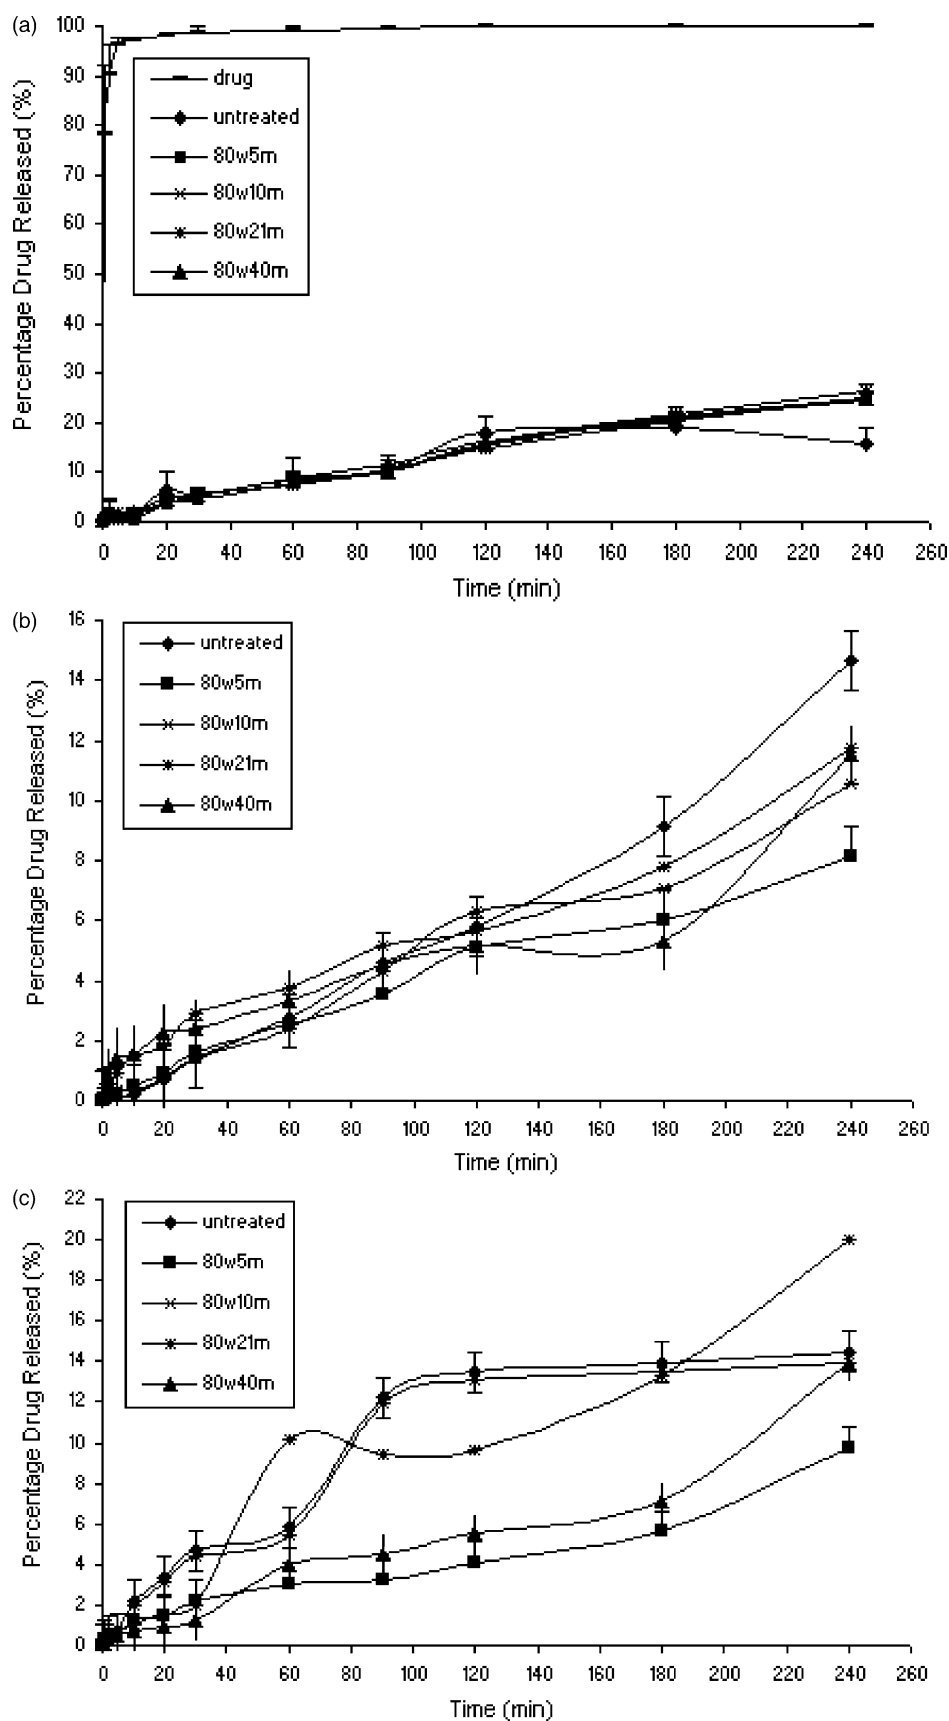 (a)
Percentage Drug Released (%)
100
90
80
70
60
50
40
30
20
10
0
drug
untreated
80w5m
80w10m
80w21m
80w40m
0 20 40 60 80 100 120 140 160 180 200 220 240 260
Time (min)
(b)
Percentage Drug Released (%)
16
14
12
10
8
6
4
2
0
untreated
80w5m
80w10m
80w21m
80w40m
0 20 40 60 80 100 120 140 160 180 200 220 240 260
Time (min)
(c)
Percentage Drug Released (%)
22
20
18
16
14
12
10
8
6
4
2
0
untreated
80w5m
80w10m
80w21m
80w40m
0 20 40 60 80 100 120 140 160 180 200 220 240 260
Time (min)